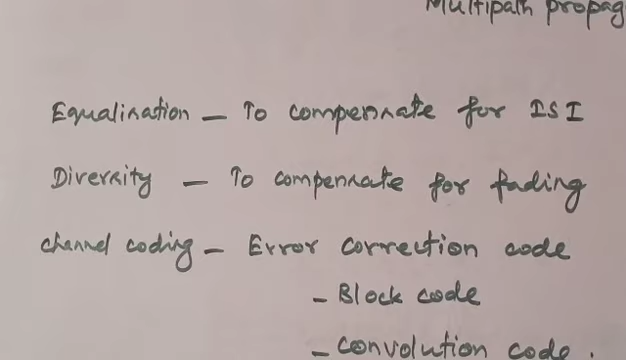 Multipath propag
Equalisation - To compensate for ISI
Diversity - To compensate for fading
channel coding - Error correction code
- Block code
- convolution code.